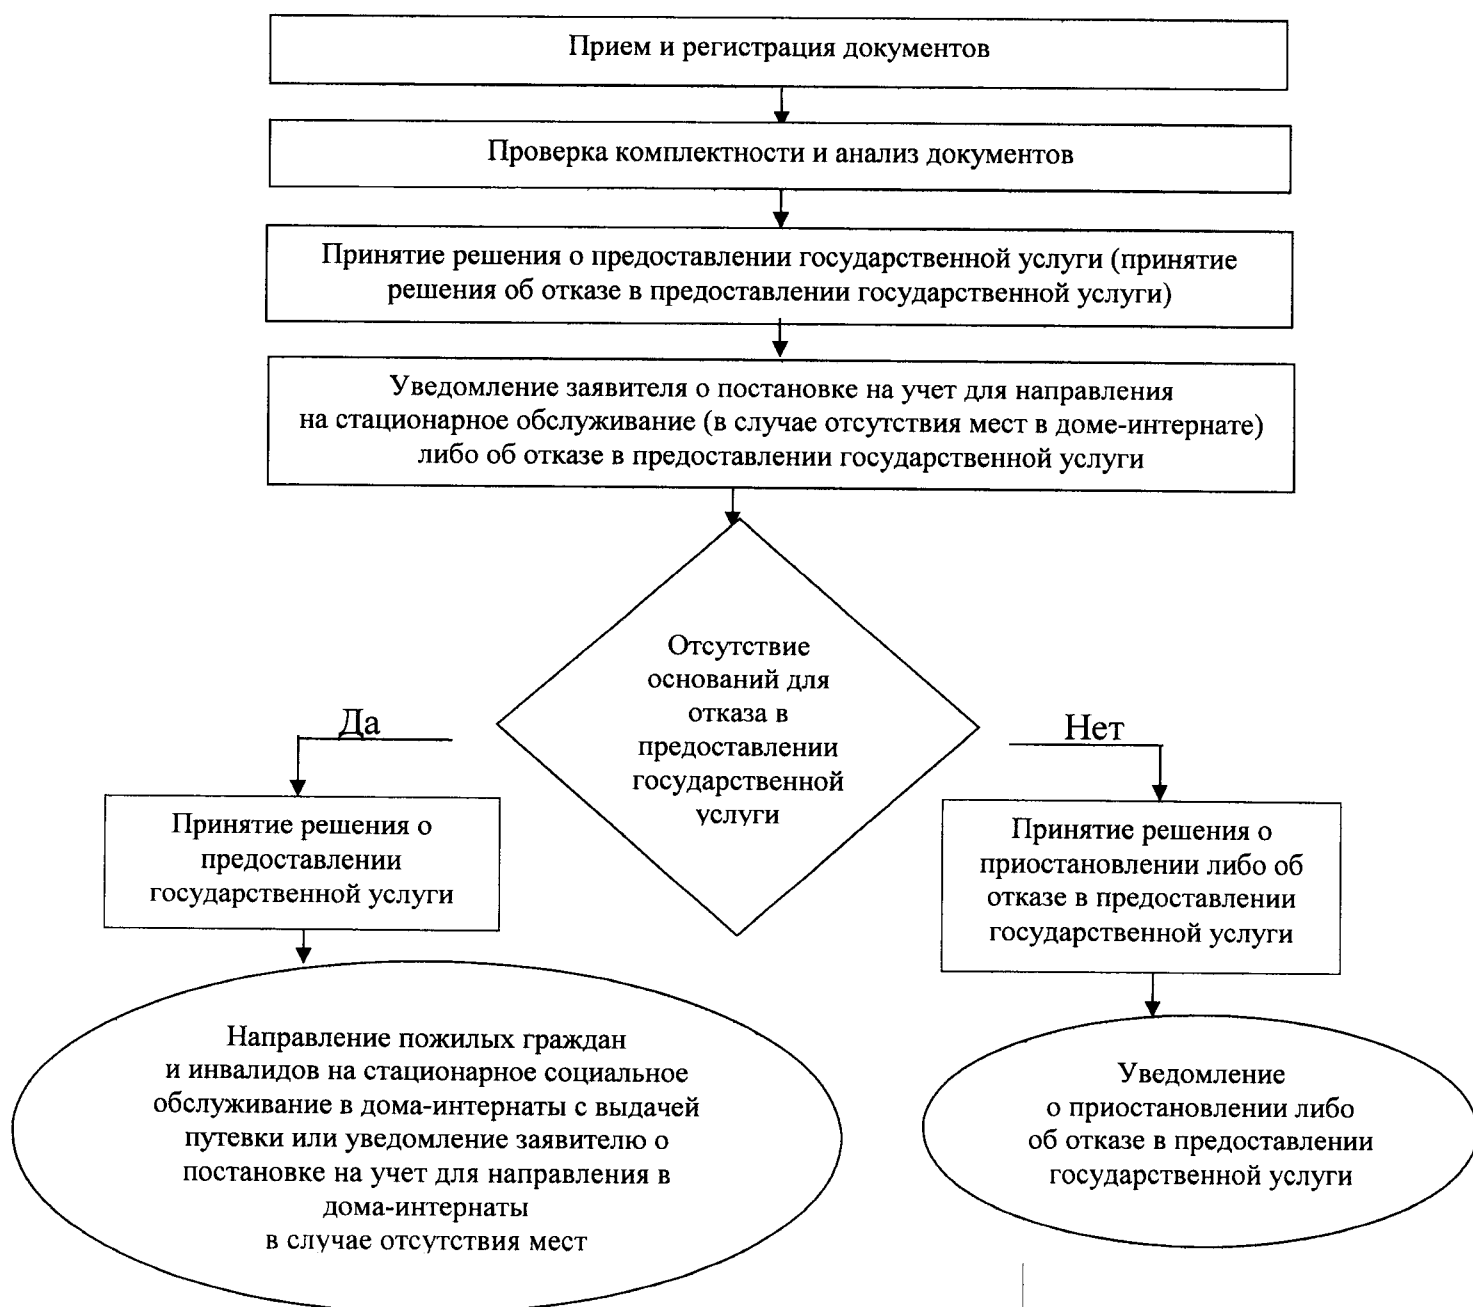 Прием и регистрация документов
Проверка комплектности и анализ документов
Принятие решения о предоставлении государственной услуги (принятие
решения об отказе в предоставлении государственной услуги)
Уведомление заявителя о постановке на учет для направления
на стационарное обслуживание (в случае отсутствия мест в доме-интернате)
либо об отказе в предоставлении государственной услуги
Отсутствие
оснований для
отказа в
предоставлении
государственной
услуги
Да
Нет
Принятие решения о
предоставлении
государственной услуги
Принятие решения о
приостановлении либо об
отказе в предоставлении
государственной услуги
Направление пожилых граждан
и инвалидов на стационарное социальное
обслуживание в дома-интернаты с выдачей
путевки или уведомление заявителю о
постановке на учет для направления в
дома-интернаты
в случае отсутствия мест
Уведомление
о приостановлении либо
об отказе в предоставлении
государственной услуги